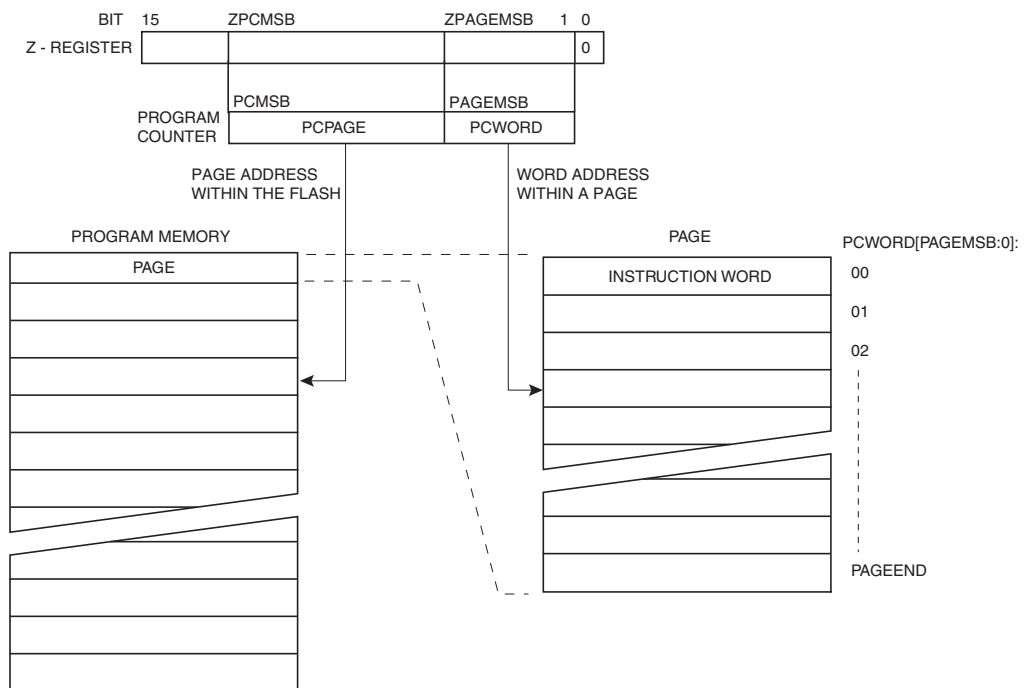 BIT 15 ZPCMSB ZPAGEMSB 1 0
Z - REGISTER 0
PCMSB PAGEMSB
PROGRAM
COUNTER
PCPAGE PCWORD
PAGE ADDRESS
WITHIN THE FLASH
WORD ADDRESS
WITHIN A PAGE
PROGRAM MEMORY
PAGE
PAGE
PCWORD[PAGEMSB:0]:
INSTRUCTION WORD 00
01
02
PAGEEND